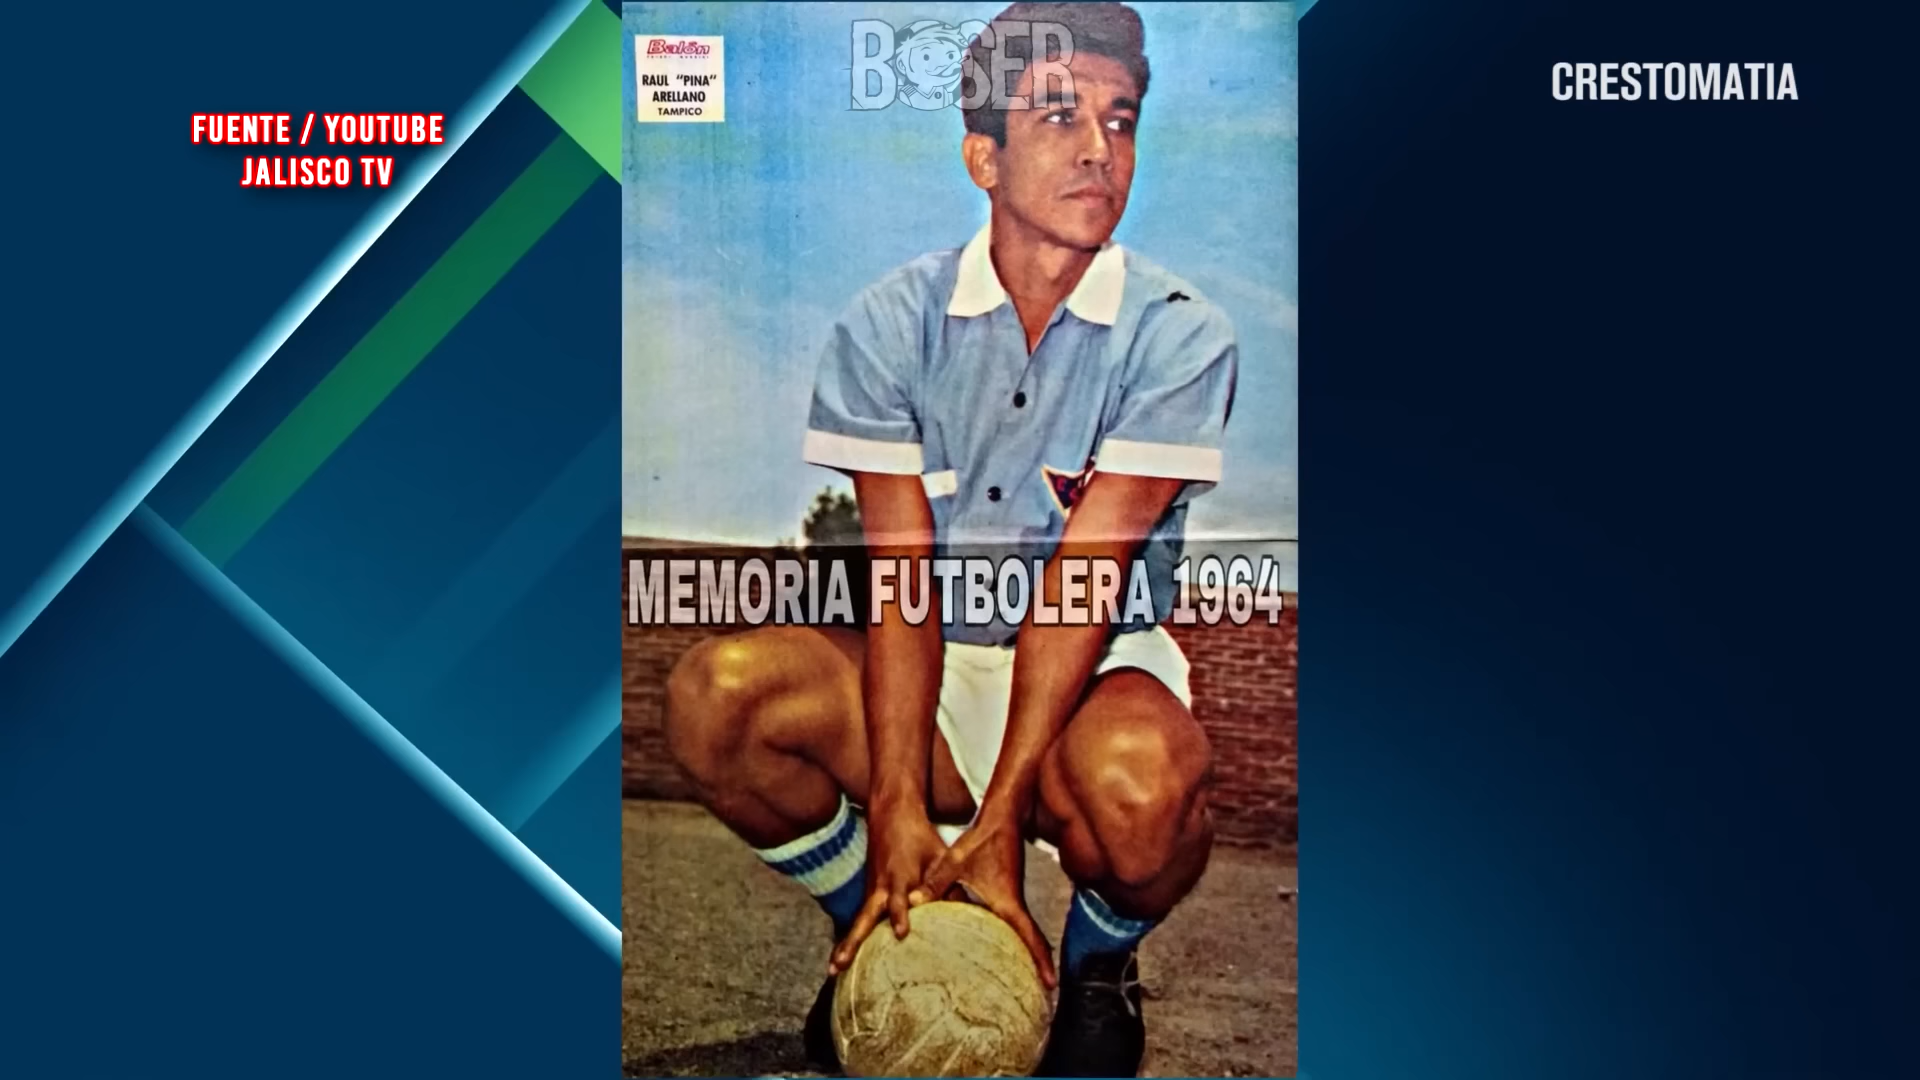 FUENTE / YOUTUBE
JALISCO TV
Balón
RAUL "PINA"
ARELLANO
TAMPICO
BOSER
CRESTOMATIA
MEMORIA FUTBOLERA 1964